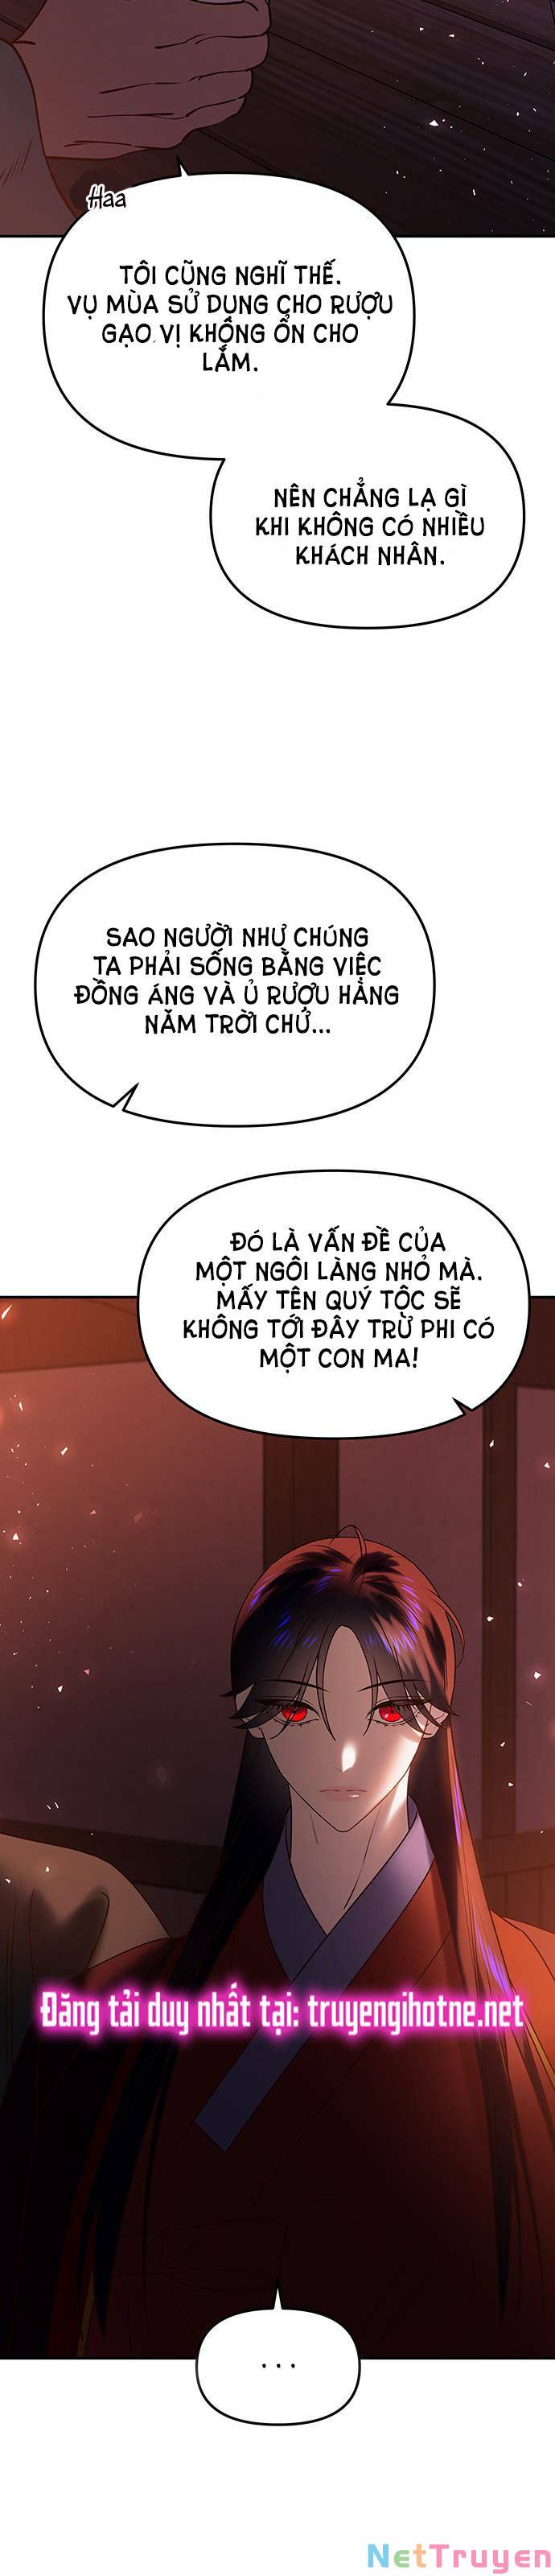 Haa
TÔI CŨNG NGHĨ THẾ.
VỤ MÙA SỬ DỤNG CHO RƯỢU
GẠO VỊ KHÔNG ỔN CHO
LẮM.
NÊN CHẲNG LẠ GÌ
KHI KHÔNG CÓ NHIỀU
KHÁCH NHÂN.
SAO NGƯỜI NHƯ CHÚNG
TA PHẢI SỐNG BẰNG VIỆC
ĐỒNG ÁNG VÀ Ủ RƯỢU HÀNG
NĂM TRỜI CHỨ...
ĐÓ LÀ VẤN ĐỀ CỦA
MỘT NGÔI LÀNG NHỎ MÀ.
MẤY TÊN QUÝ TỘC SẼ
KHÔNG TỚI ĐÂY TRỪ PHI CÓ
MỘT CON MA!
Đăng tải duy nhất tại: truyengihotne.net
...
NetTruyen